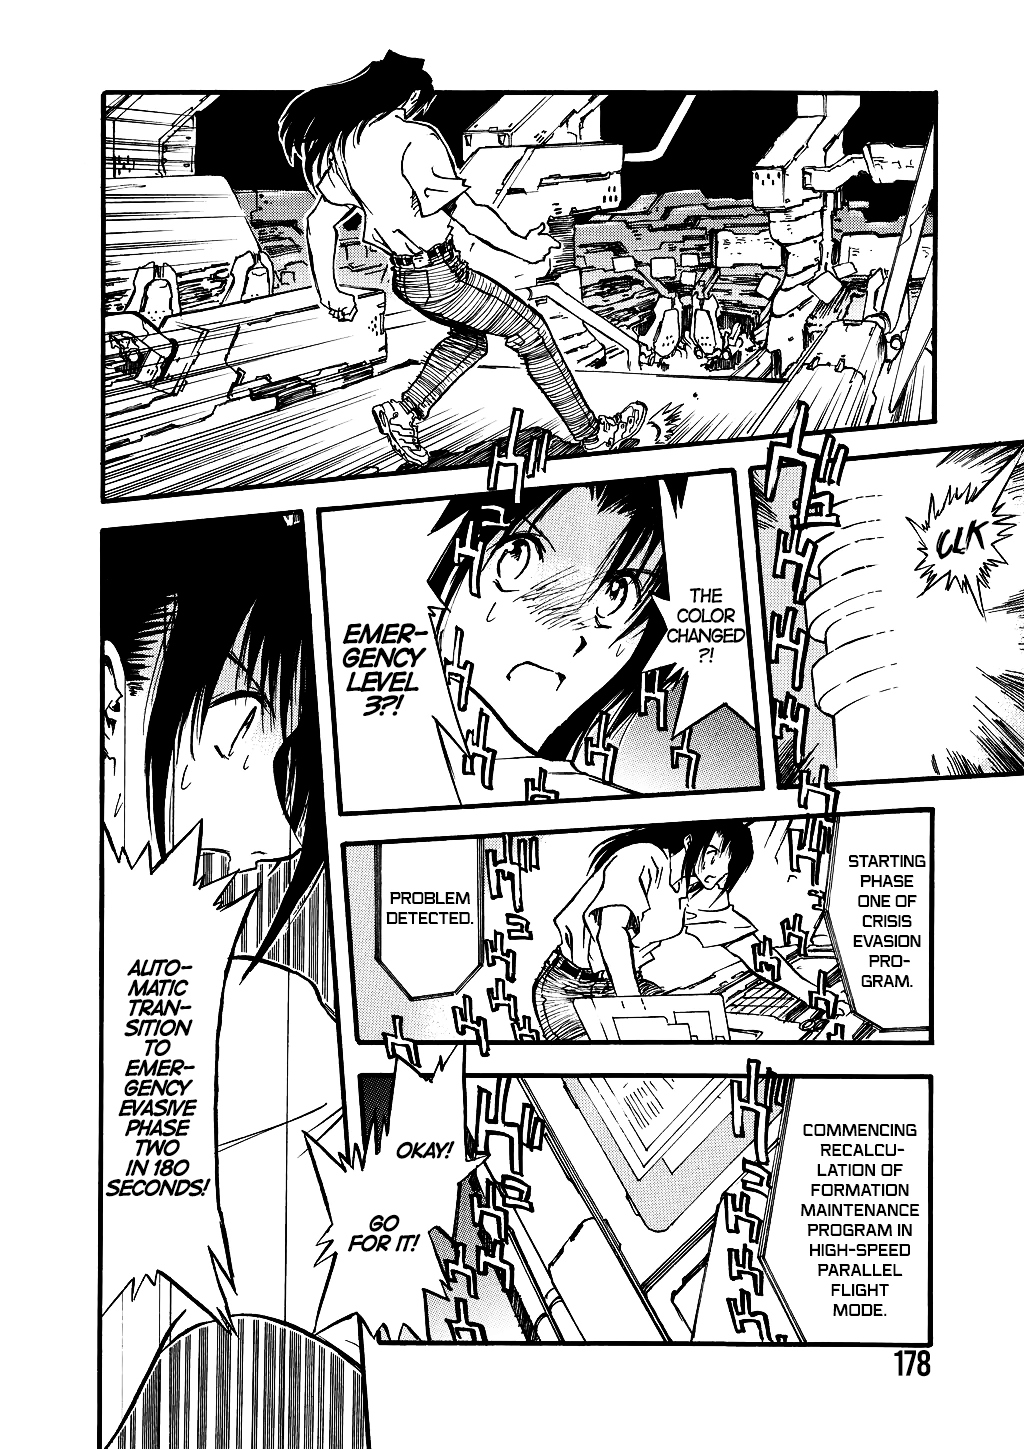 CLK
THE
COLOR
CHANGED
?!
EMER-
GENCY
LEVEL
3?!
STARTING
PHASE
ONE OF
CRISIS
EVASION
PRO-
GRAM.
PROBLEM
DETECTED.
COMMENCING
RECALCU-
LATION OF
FORMATION
MAINTENANCE
PROGRAM IN
HIGH-SPEED
PARALLEL
FLIGHT
MODE.
OKAY!
GO
FOR IT!
AUTO-
MATIC
TRAN-
SITION
TO
EMER-
GENCY
EVASIVE
PHASE
TWO
IN 180
SECONDS!
178